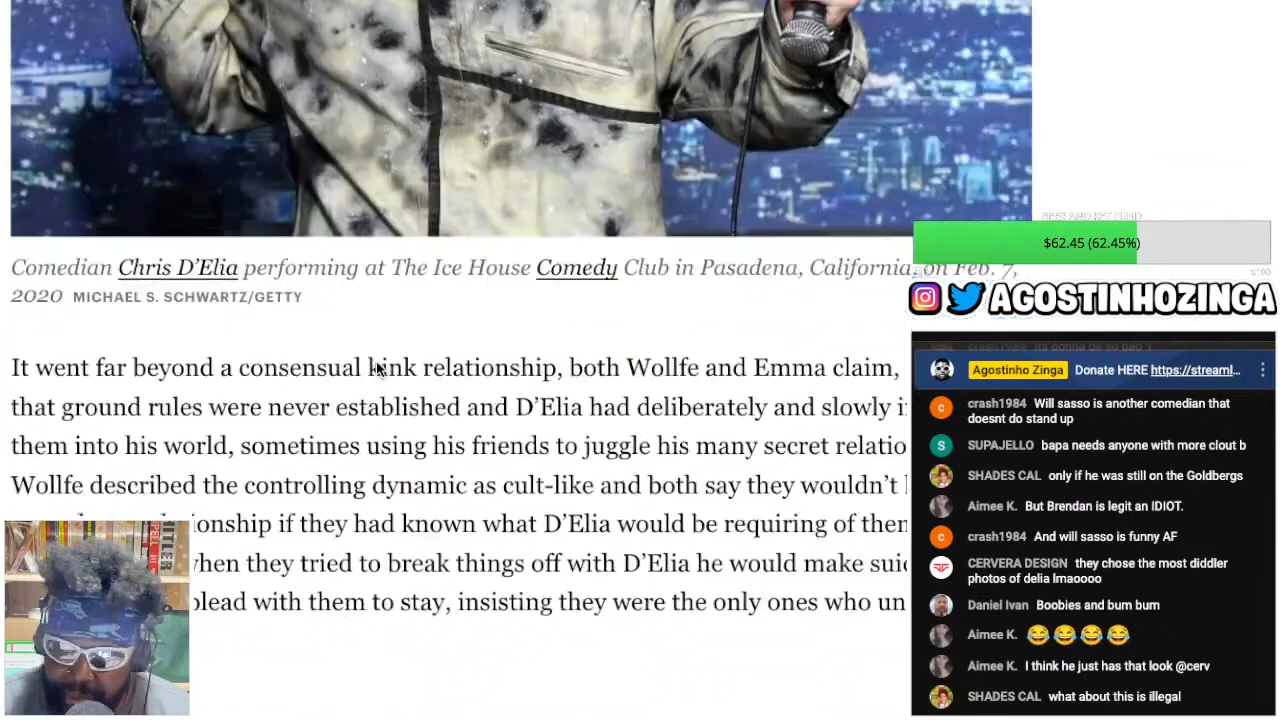 Comedian Chris D'Elia performing at The Ice House Comedy Club in Pasadena, California, on Feb. 7,
2020 MICHAEL S. SCHWARTZ/GETTY
It went far beyond a consensual kink relationship, both Wollfe and Emma claim,
that ground rules were never established and D'Elia had deliberately and slowly
them into his world, sometimes using his friends to juggle his many secret
Wollfe described the controlling dynamic as cult-like and both say they wouldn't
if they had known what D'Elia would be requiring of
when they tried to break things off with D'Elia he would make
plead with them to stay, insisting they were the only ones who
$62.45 (62.45%)
AGOSTINHOZINGA
Agostinho Zinga Donate HERE https://streaml...
crash1984 Will sasso is another comedian that
doesnt do stand up
SUPAJELLO bapa needs anyone with more clout b
SHADES CAL only if he was still on the Goldbergs
Aimee K. But Brendan is legit an IDIOT.
crash1984 And will sasso is funny AF
CERVERA DESIGN they chose the most diddler
photos of delia lmaoooo
Daniel Ivan Boobies and bum bum
Aimee K. 😂😂😂😂
Aimee K. I think he just has that look @cerv
SHADES CAL what about this is illegal